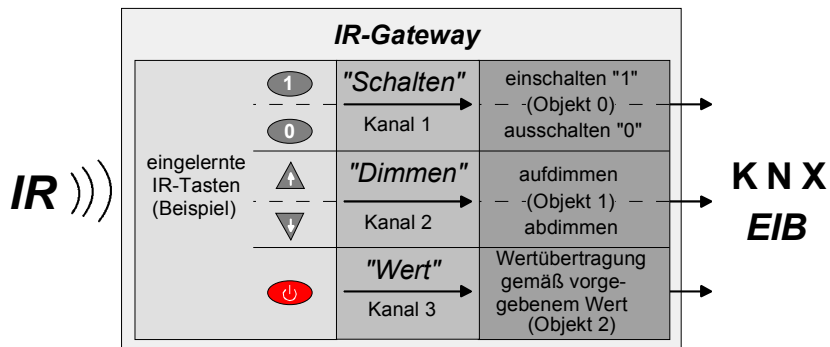 IR-Gateway
IR
eingelernte
IR-Tasten
(Beispiel)
1
0
"Schalten"
Kanal 1
einschalten "1"
(Objekt 0)
ausschalten "0"
"Dimmen"
Kanal 2
aufdimmen
(Objekt 1)
abdimmen
"Wert"
Kanal 3
Wertübertragung
gemäß vorge-
gebenem Wert
(Objekt 2)
KNX
EIB